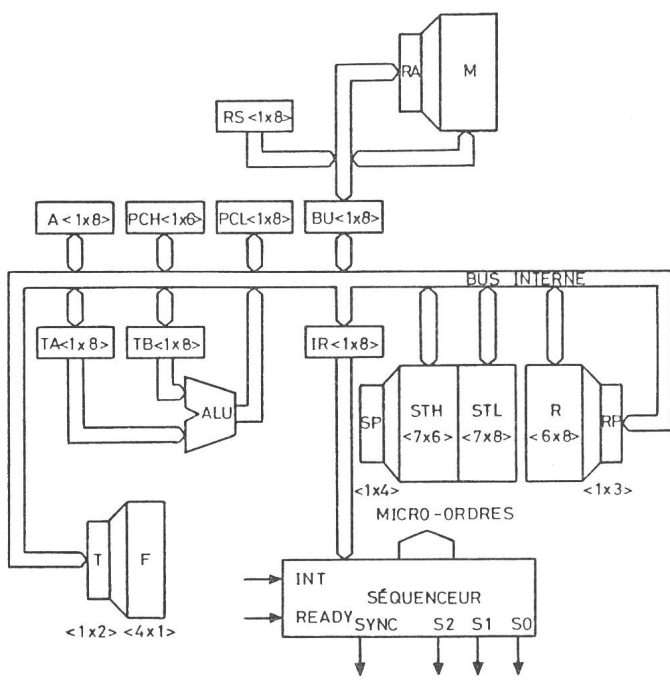 RA
M
RS<1x8>
A<1x8>
PCH<1x6>
PCL<1x8>
BU<1x8>
BUS INTERNE
TA<1x8>
TB<1x8>
IR<1x8>
ALU
SP
STH
<7x6>
STL
<7x8>
R
<6x8>
RP
<1x4>
<1x3>
MICRO-ORDRES
T
F
<1x2>
<4x1>
INT
READY
SÉQUENCEUR
SYNC
S2
S1
S0